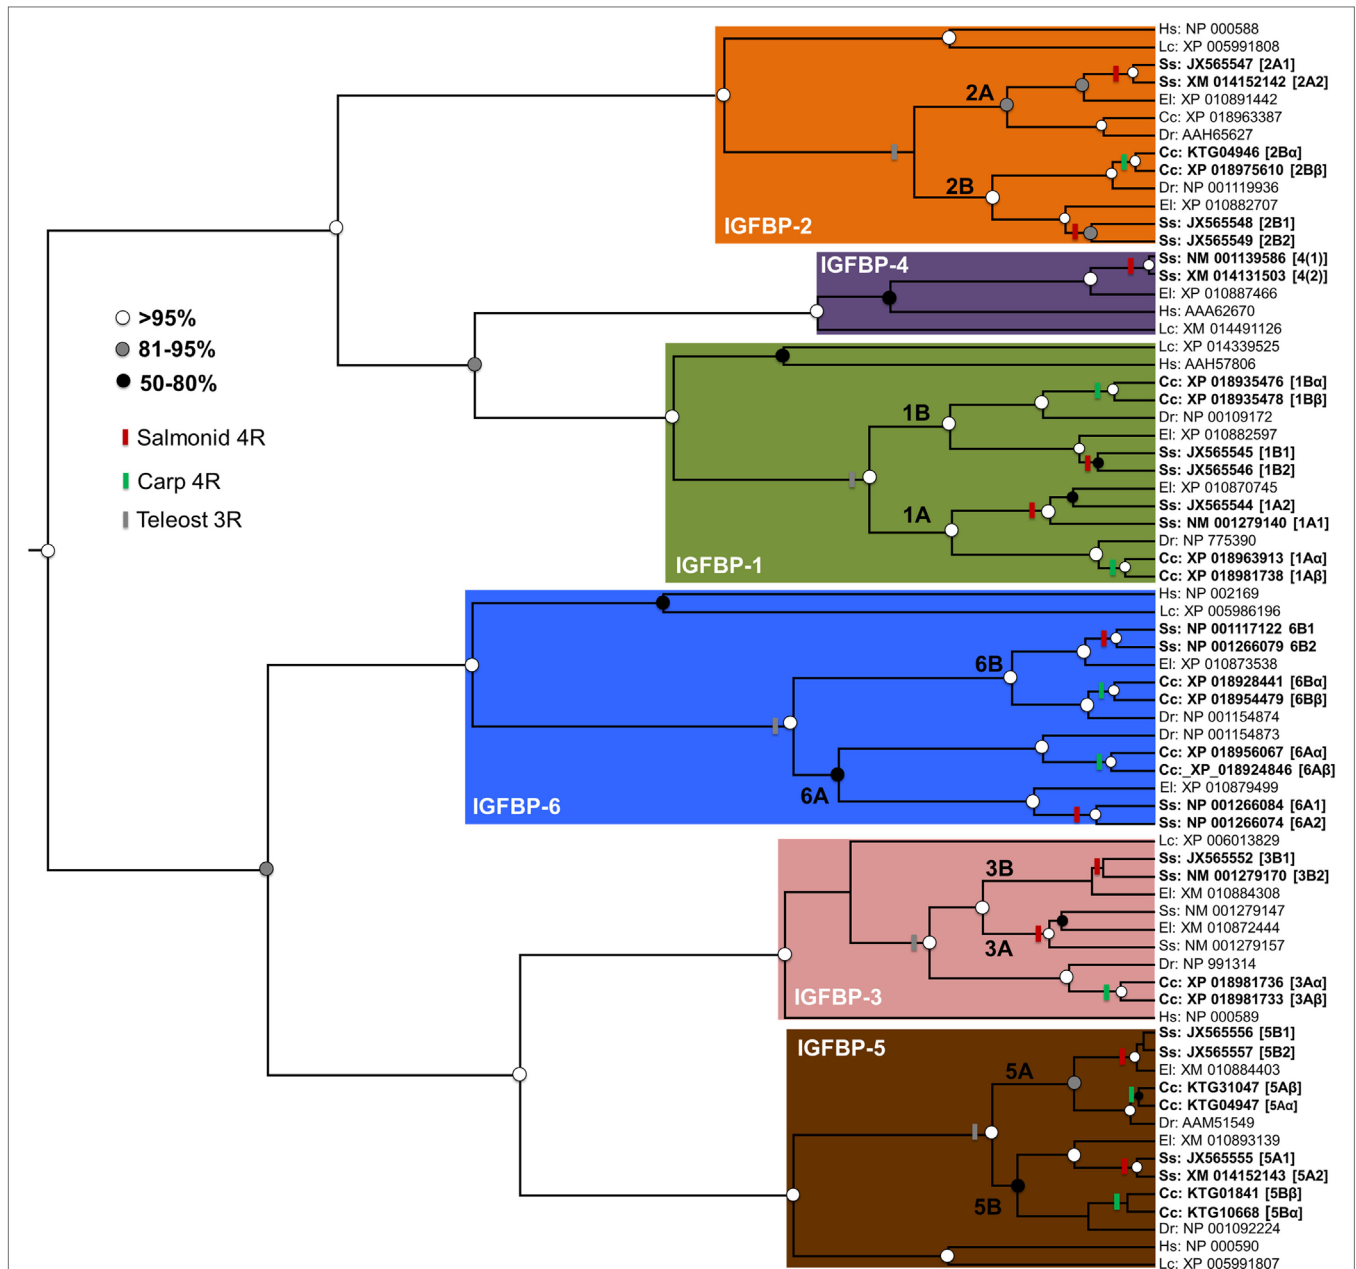 Hs: NP 000588
Lc: XP 005991808
Ss: JX565547 [2A1]
Ss: XM 014152142 [2A2]
El: XP 010891442
Cc: XP 018963387
Dr: AAH65627
Cc: KTG04946 [2Bα]
Cc: XP 018975610 [2Bβ]
Dr: NP 001119936
El: XP 010882707
Ss: JX565548 [2B1]
Ss: JX565549 [2B2]
2A
2B
IGFBP-2
IGFBP-4
Ss: NM 001139586 [4(1)]
Ss: XM 014131503 [4(2)]
El: XP 010887466
Hs: AAA62670
Lc: XM 014491126
>95%
81-95%
50-80%
Salmonid 4R
Carp 4R
Teleost 3R
Lc: XP 014339525
Hs: AAH57806
Cc: XP 018935476 [1Bα]
Cc: XP 018935478 [1Bβ]
Dr: NP 00109172
El: XP 010882597
Ss: JX565545 [1B1]
Ss: JX565546 [1B2]
El: XP 010870745
Ss: JX565544 [1A2]
Ss: NM 001279140 [1A1]
Dr: NP 775390
Cc: XP 018963913 [1Aα]
Cc: XP 018981738 [1Aβ]
1B
1A
IGFBP-1
Hs: NP 002169
Lc: XP 005986196
Ss: NP 001117122 6B1
Ss: NP 001266079 6B2
El: XP 010873538
Cc: XP 018928441 [6Bα]
Cc: XP 018954479 [6Bβ]
Dr: NP 001154874
Dr: NP 001154873
Cc: XP 018956067 [6Aα]
Cc:_XP_018924846 [6Aβ]
El: XP 010879499
Ss: NP 001266084 [6A1]
Ss: NP 001266074 [6A2]
6B
6A
IGFBP-6
Lc: XP 006013829
Ss: JX565552 [3B1]
Ss: NM 001279170 [3B2]
El: XM 010884308
Ss: NM 001279147
El: XM 010872444
Ss: NM 001279157
Dr: NP 991314
Cc: XP 018981736 [3Aα]
Cc: XP 018981733 [3Aβ]
Hs: NP 000589
3B
3A
IGFBP-3
IGFBP-5
Ss: JX565556 [5B1]
Ss: JX565557 [5B2]
El: XM 010884403
Cc: KTG31047 [5Aβ]
Cc: KTG04947 [5Aα]
Dr: AAM51549
El: XM 010893139
Ss: JX565555 [5A1]
Ss: XM 014152143 [5A2]
Cc: KTG01841 [5Bβ]
Cc: KTG10668 [5Bα]
Dr: NP 001092224
Hs: NP 000590
Lc: XP 005991807
5A
5B